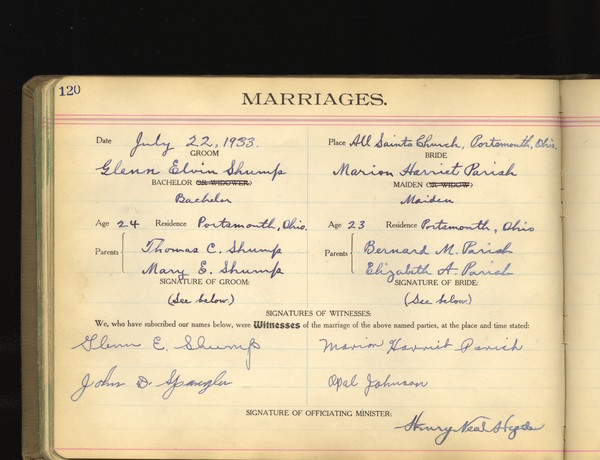 120
MARRIAGES.
Date July 22, 1933. Place All Saints Church, Portsmouth, Ohio.
GROOM BRIDE
Glenn Elvin Shump Marion Harriet Parish
BACHELOR (OR WIDOWER) MAIDEN (OR WIDOW)
Bachelor Maiden
Age 24 Residence Portsmouth, Ohio. Age 23 Residence Portsmouth, Ohio
Parents Thomas C. Shump Parents Bernard M. Parish
Mary E. Shump Elizabeth A. Parish
SIGNATURE OF GROOM: SIGNATURE OF BRIDE:
(See below.) (See below)
SIGNATURES OF WITNESSES:
We, who have subscribed our names below, were Witnesses of the marriage of the above named parties, at the place and time stated:
Glenn E. Shump Marion Harriet Parish
John D. Spangler Opal Johnson
SIGNATURE OF OFFICIATING MINISTER:
Henry Neal